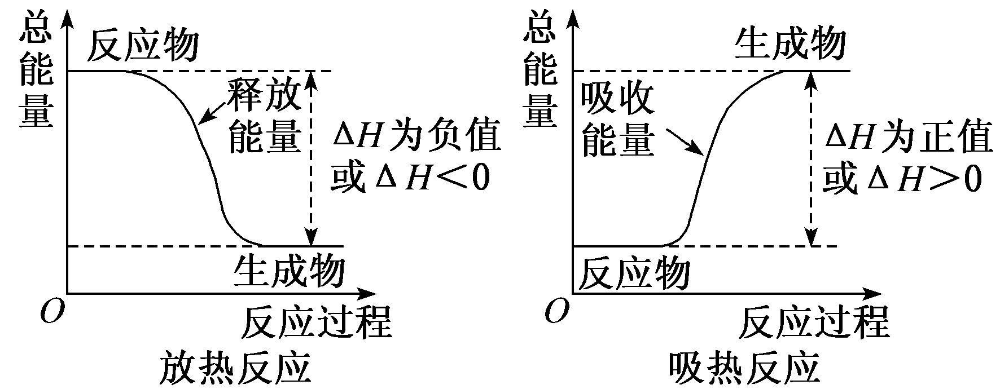 总能量
反应物
释放
能量
ΔH为负值
或ΔH<0
生成物
O
反应过程
放热反应
总能量
生成物
吸收
能量
ΔH为正值
或ΔH>0
反应物
O
反应过程
吸热反应